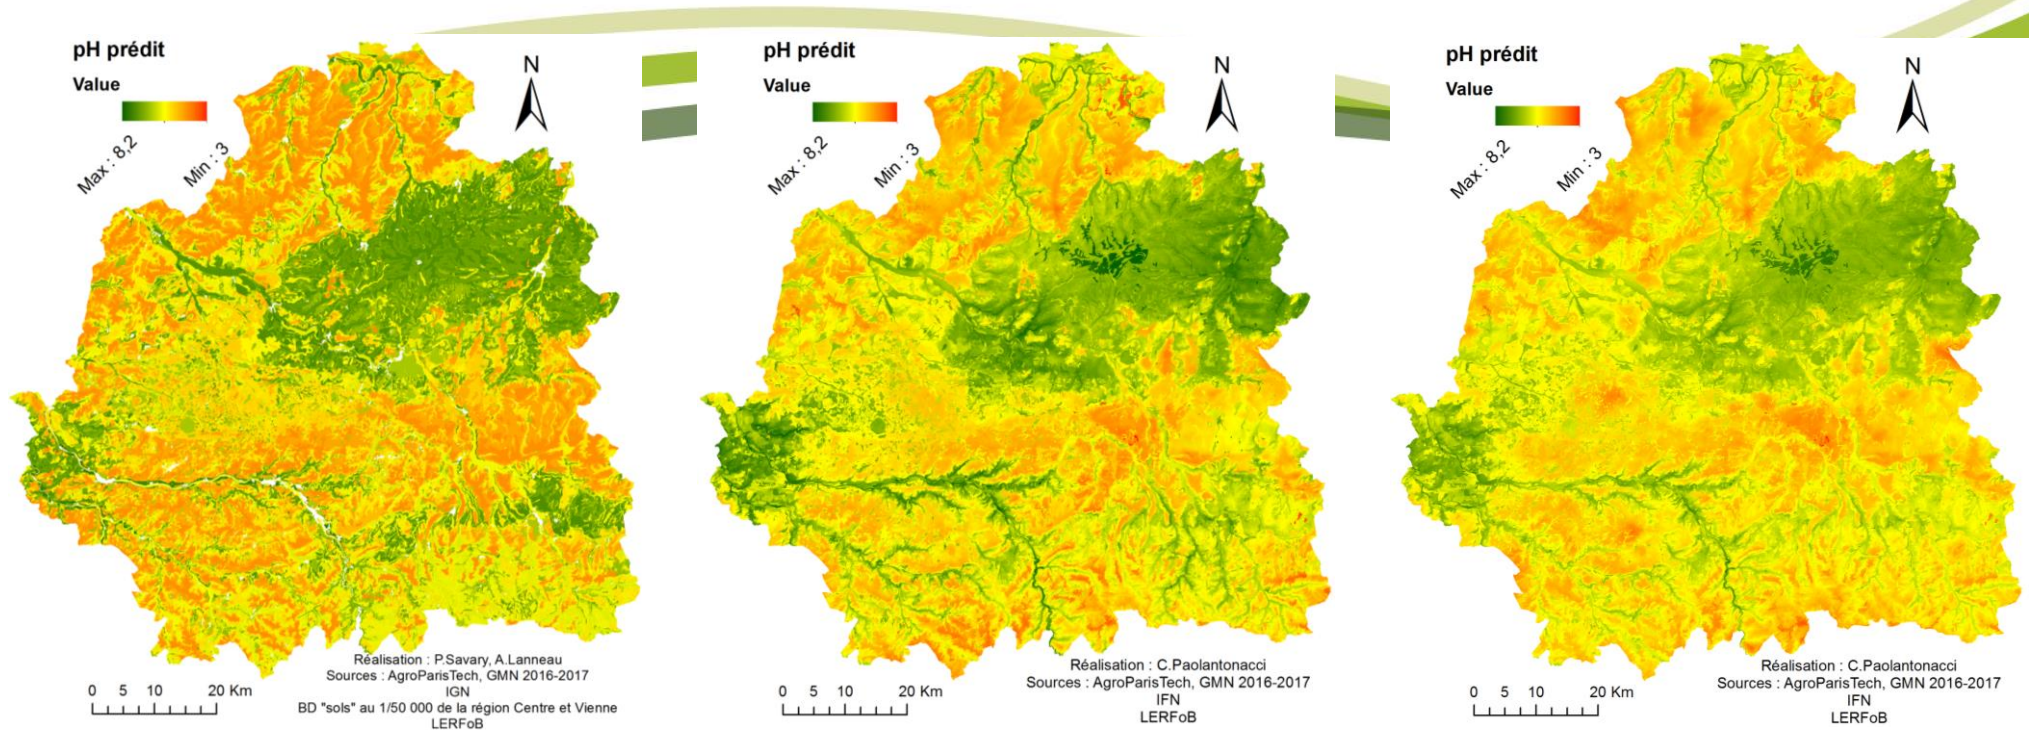 pH prédit
Value
N
Max : 8,2
Min : 3
Réalisation : P.Savary, A.Lanneau
Sources : AgroParisTech, GMN 2016-2017
IGN
BD "sols" au 1/50 000 de la région Centre et Vienne
LERFoB
0 5 10 20 Km
pH prédit
Value
N
Max : 8,2
Min : 3
Réalisation : C.Paolantonacci
Sources : AgroParisTech, GMN 2016-2017
IFN
LERFoB
0 5 10 20 Km
pH prédit
Value
N
Max : 8,2
Min : 3
Réalisation : C.Paolantonacci
Sources : AgroParisTech, GMN 2016-2017
IFN
LERFoB
0 5 10 20 Km